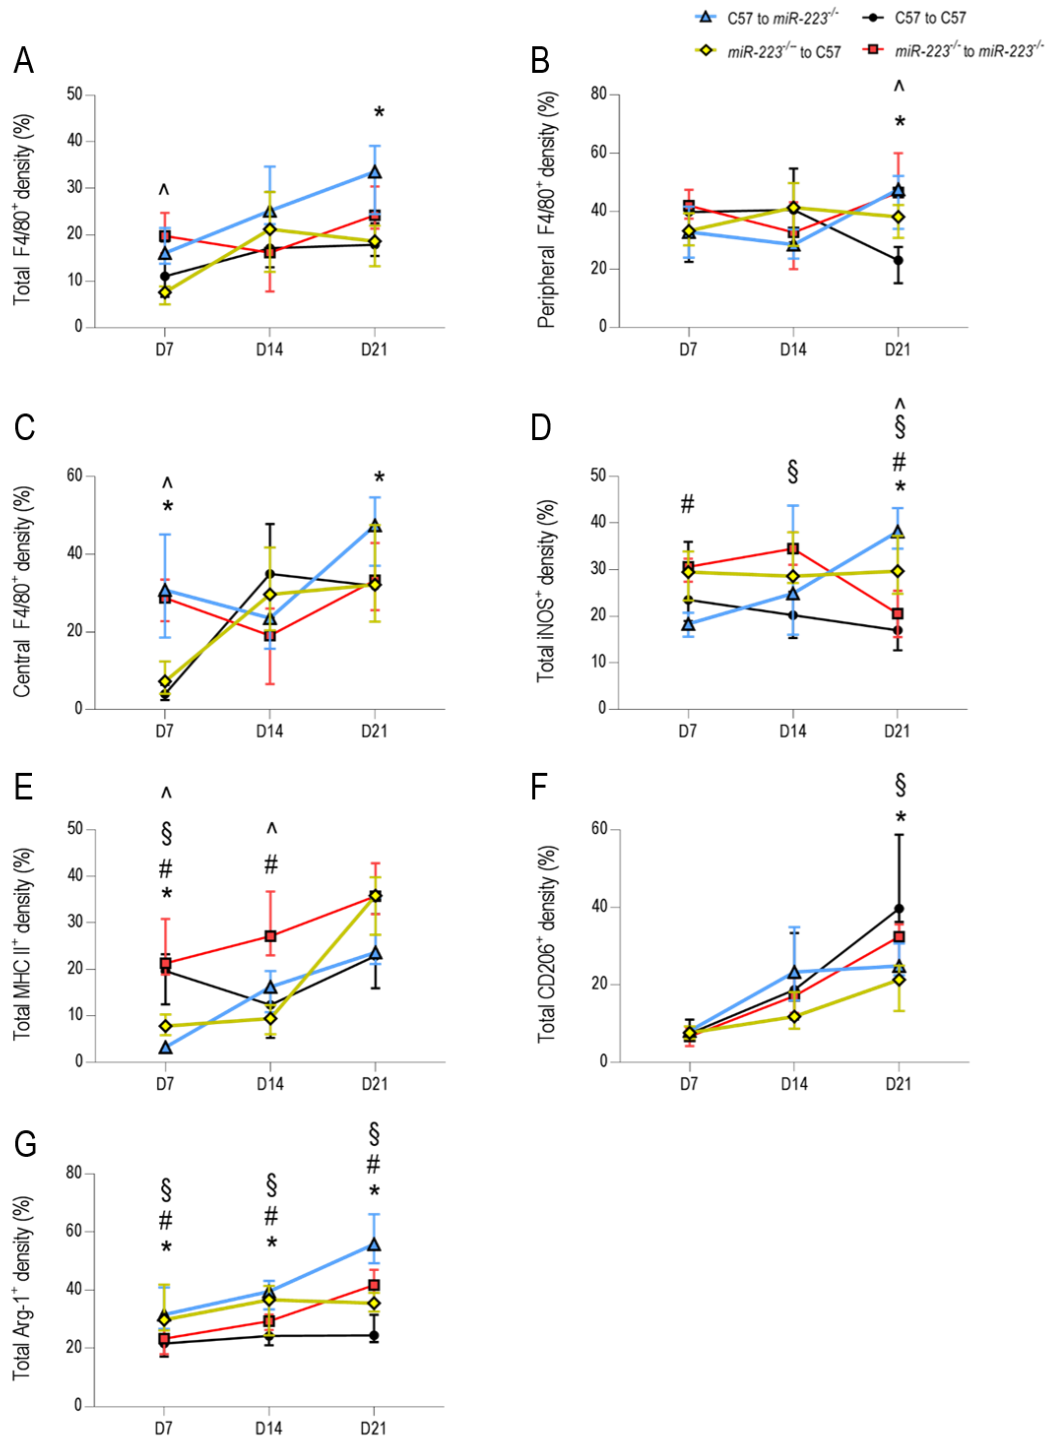 C57 to miR-223-/-
C57 to C57
miR-223-/- to C57
miR-223-/- to miR-223-/-
A
Total F4/80+ density (%)
50
40
30
20
10
0
^
*
D7 D14 D21
B
Peripheral F4/80+ density (%)
80
60
40
20
0
^
*
D7 D14 D21
C
Central F4/80+ density (%)
60
40
20
0
^
*
*
D7 D14 D21
D
Total iNOS+ density (%)
50
40
30
20
10
0
#
§
^
§
#
*
D7 D14 D21
E
Total MHC II+ density (%)
50
40
30
20
10
0
^
§
#
*
^
#
D7 D14 D21
F
Total CD206+ density (%)
60
40
20
0
§
*
D7 D14 D21
G
Total Arg-1+ density (%)
80
60
40
20
0
§
#
*
§
#
*
§
#
*
D7 D14 D21